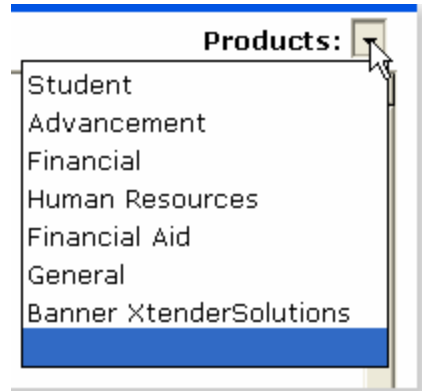 Products:
Student
Advancement
Financial
Human Resources
Financial Aid
General
Banner XtenderSolutions